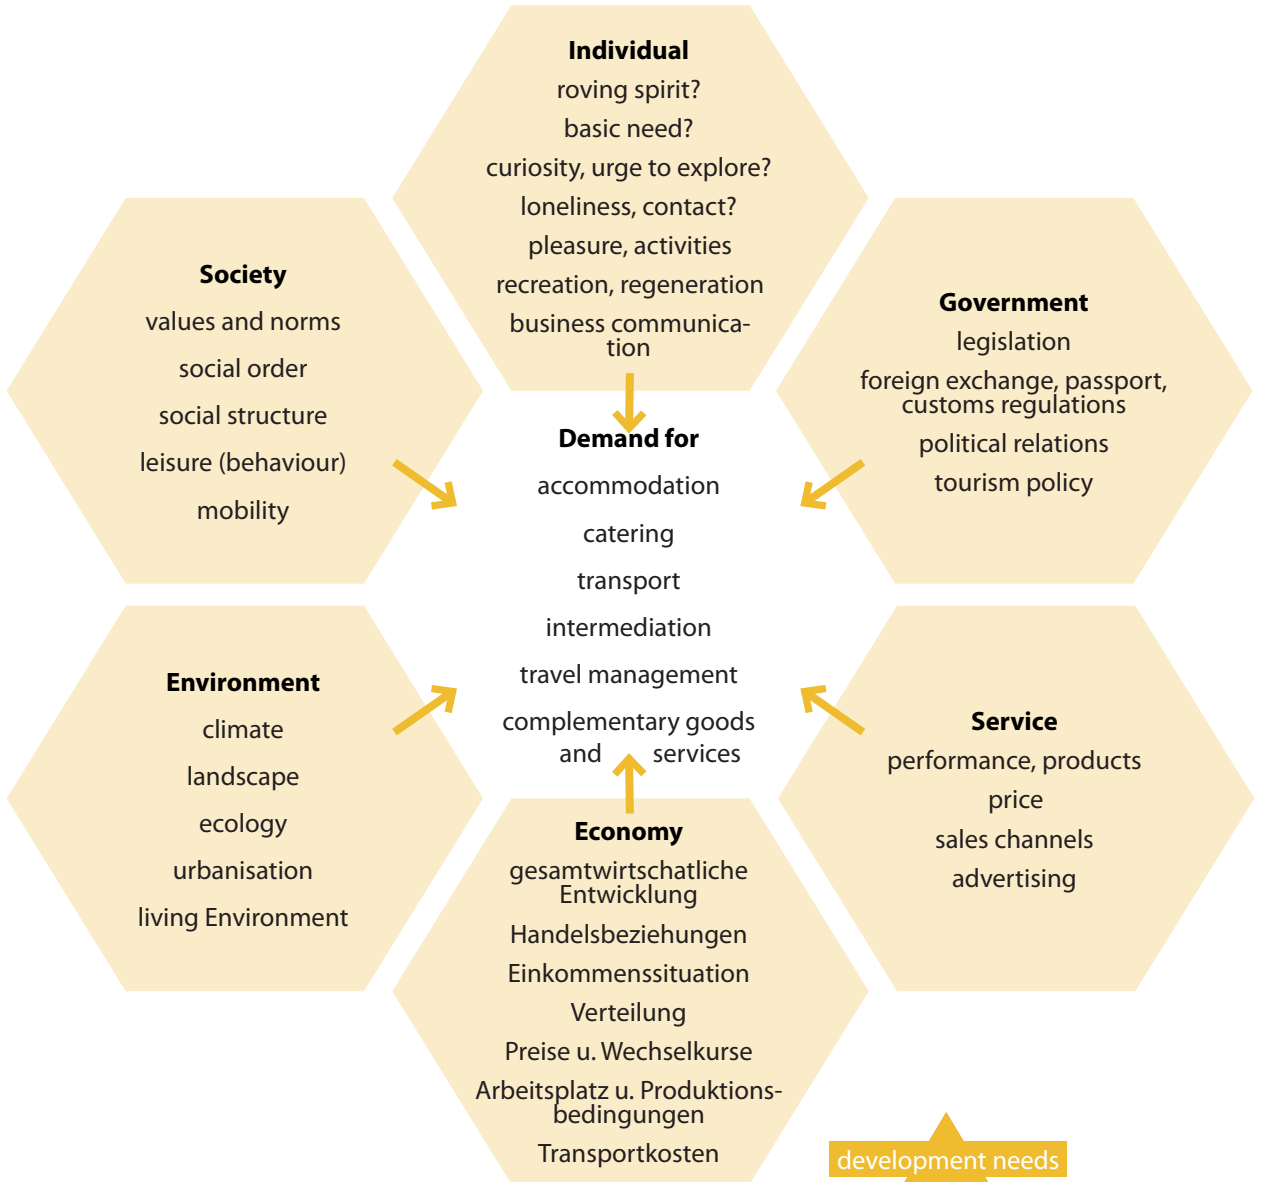 Individual
roving spirit?
basic need?
curiosity, urge to explore?
loneliness, contact?
pleasure, activities
recreation, regeneration
business communica-
tion
Society
values and norms
social order
social structure
leisure (behaviour)
mobility
Government
legislation
foreign exchange, passport,
customs regulations
political relations
tourism policy
Demand for
accommodation
catering
transport
intermediation
travel management
complementary goods
and services
Environment
climate
landscape
ecology
urbanisation
living Environment
Service
performance, products
price
sales channels
advertising
Economy
gesamtwirtschatliche
Entwicklung
Handelsbeziehungen
Einkommenssituation
Verteilung
Preise u. Wechselkurse
Arbeitsplatz u. Produktions-
bedingungen
Transportkosten
development needs